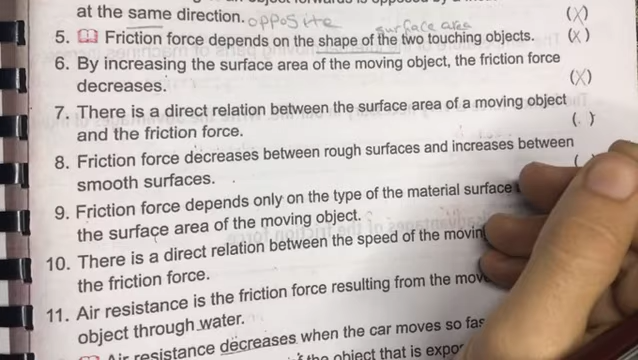 at the same direction. opposite (X)
surface area
5. Friction force depends on the shape of the two touching objects. (X)
6. By increasing the surface area of the moving object, the friction force
decreases. (X)
7. There is a direct relation between the surface area of a moving object
and the friction force. ( )
8. Friction force decreases between rough surfaces and increases between
smooth surfaces. (
9. Friction force depends only on the type of the material surface
the surface area of the moving object.
10. There is a direct relation between the speed of the movin
the friction force.
11. Air resistance is the friction force resulting from the mov
object through water.
Air resistance decreases when the car moves so fas
the object that is expo